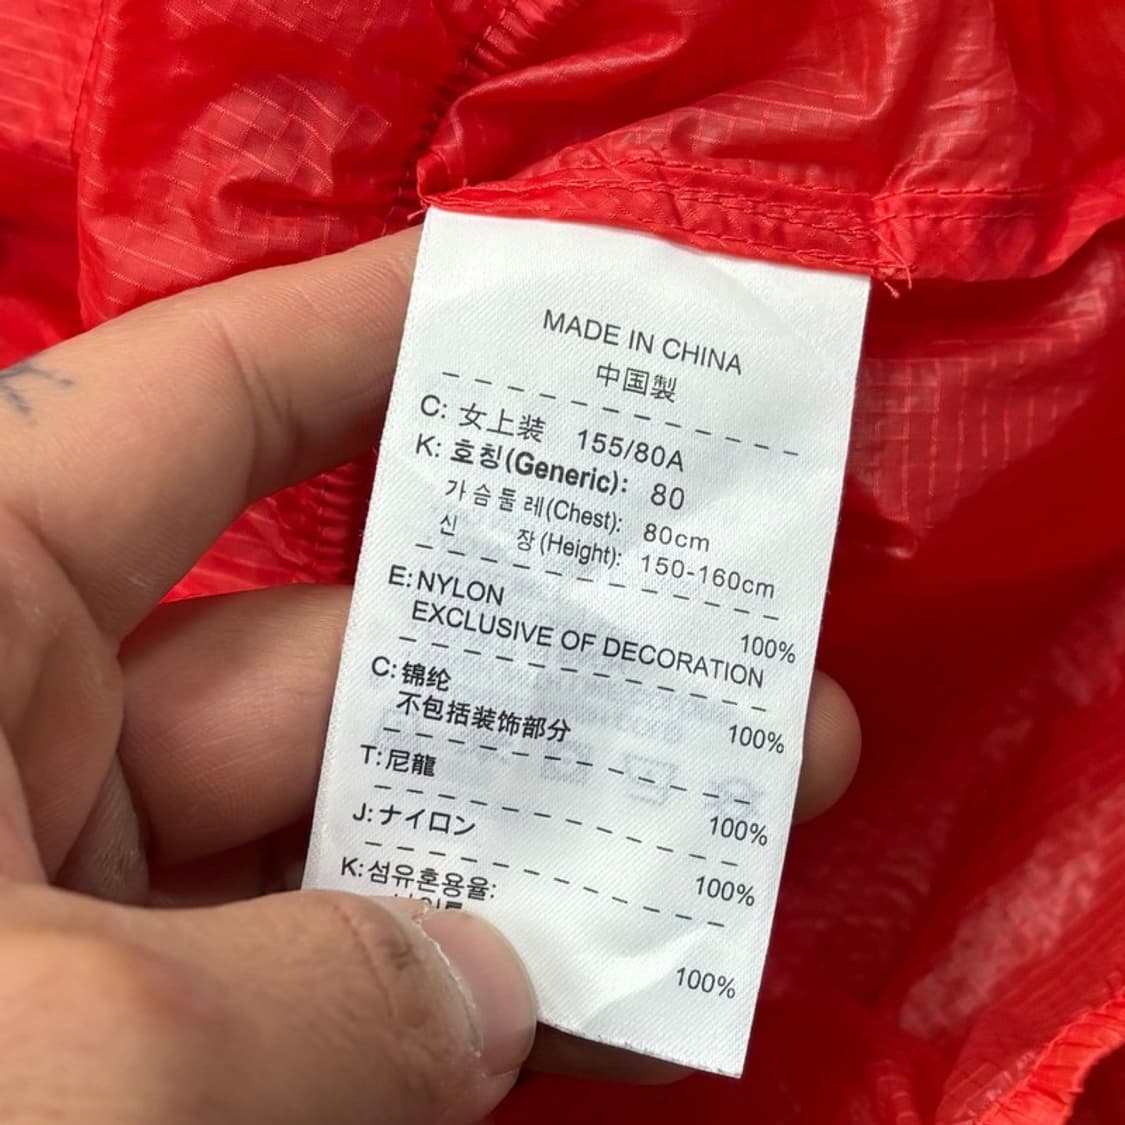 MADE IN CHINA
中国製
C: 女上装 155/80A
K: 호칭(Generic): 80
가슴둘레(Chest): 80cm
신 장(Height): 150-160cm
E: NYLON 100%
EXCLUSIVE OF DECORATION
C: 锦纶 100%
不包括装饰部分
T: 尼龍 100%
J: ナイロン 100%
K: 섬유혼용율:
100%